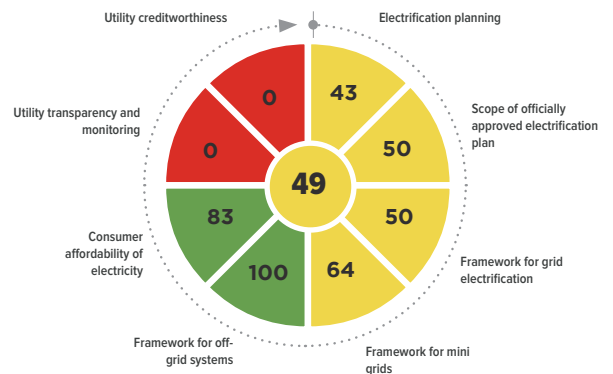 Utility creditworthiness
Electrification planning
0
43
Utility transparency and
monitoring
Scope of officially
approved electrification
plan
0
50
49
83
50
Consumer
affordability of
electricity
Framework for grid
electrification
100
64
Framework for off-
grid systems
Framework for mini
grids